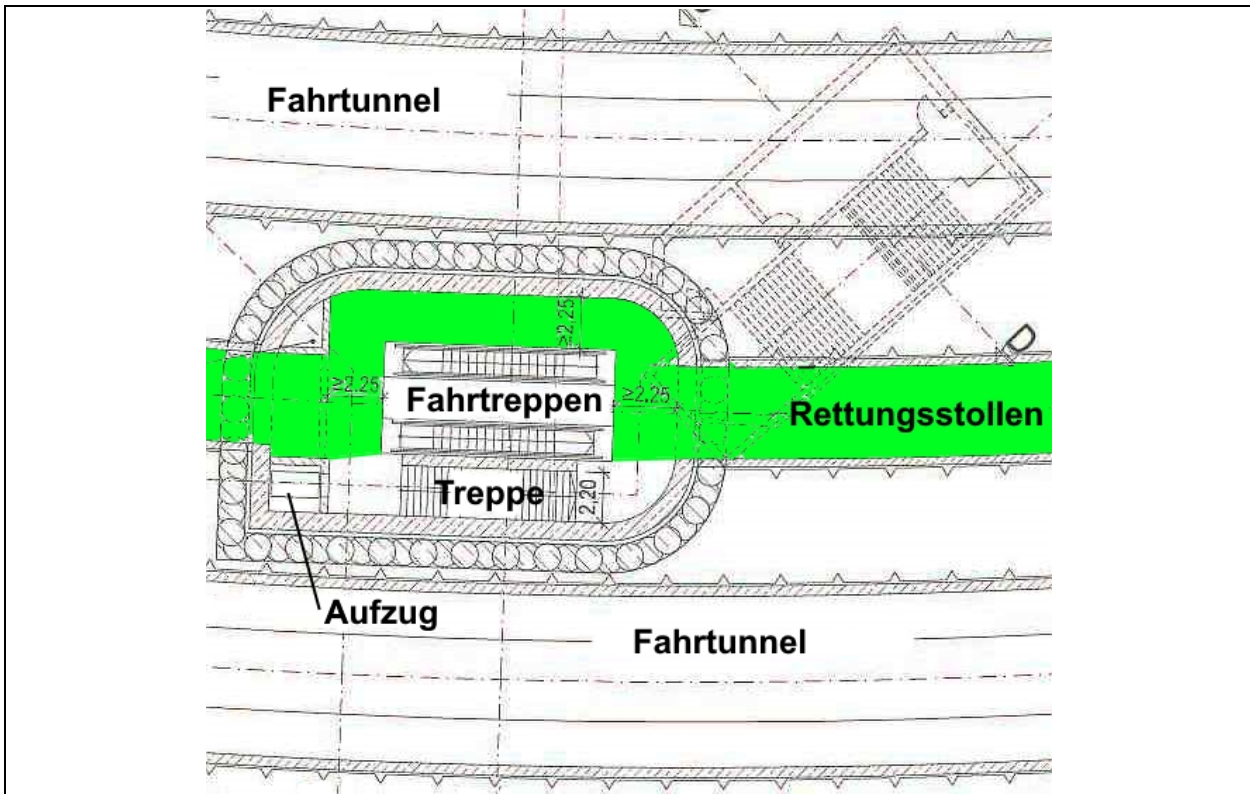 Fahrtunnel
≥2,25
≥2,25
Fahrtreppen
≥2,25
Rettungsstollen
Treppe
2,20
Aufzug
Fahrtunnel